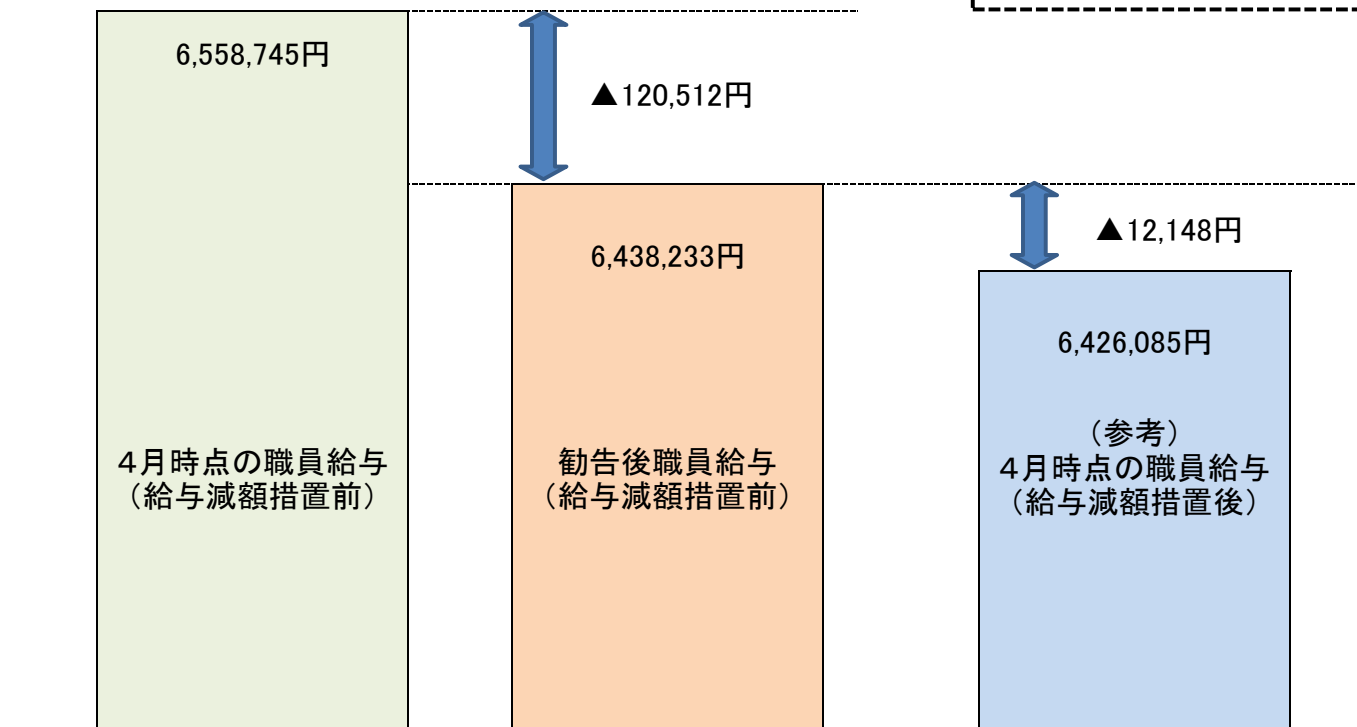 6,558,745円
▲120,512円
▲12,148円
6,438,233円
6,426,085円
４月時点の職員給与
（給与減額措置前）
勧告後職員給与
（給与減額措置前）
（参考）
４月時点の職員給与
（給与減額措置後）